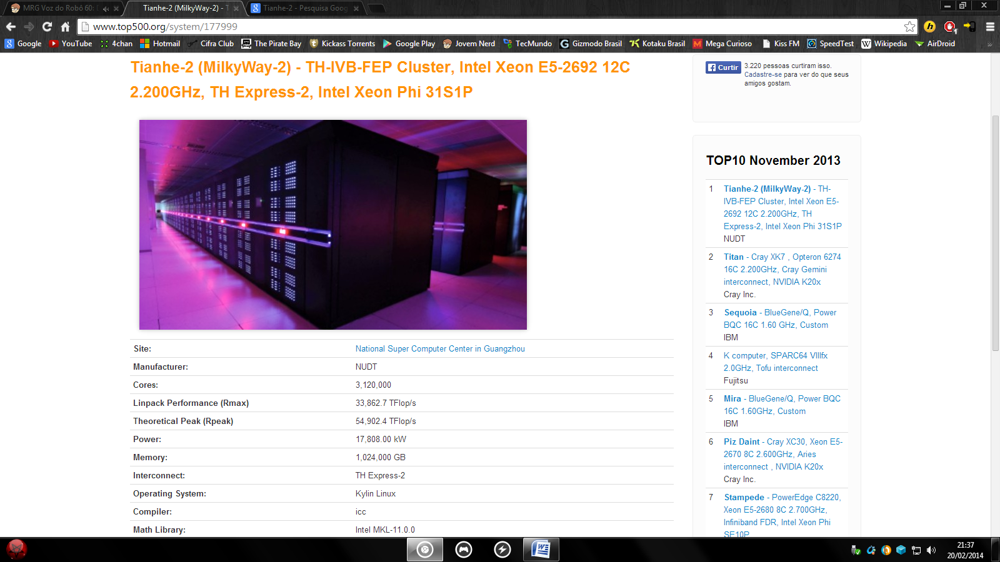 MRG Voz do Robô 60:
Tianhe-2 (MilkyWay-2) -
Tianhe-2 - Pesquisa Goog
www.top500.org/system/177999
Google YouTube 4chan Hotmail Cifra Club The Pirate Bay Kickass Torrents Google Play Jovem Nerd TecMundo Gizmodo Brasil Kotaku Brasil Mega Curioso Kiss FM SpeedTest Wikipedia AirDroid
Tianhe-2 (MilkyWay-2) - TH-IVB-FEP Cluster, Intel Xeon E5-2692 12C
2.200GHz, TH Express-2, Intel Xeon Phi 31S1P
Site: National Super Computer Center in Guangzhou
Manufacturer: NUDT
Cores: 3,120,000
Linpack Performance (Rmax) 33,862.7 TFlop/s
Theoretical Peak (Rpeak) 54,902.4 TFlop/s
Power: 17,808.00 kW
Memory: 1,024,000 GB
Interconnect: TH Express-2
Operating System: Kylin Linux
Compiler: icc
Math Library: Intel MKL-11.0.0
Curtir
3.220 pessoas curtiram isso.
Cadastre-se para ver do que seus
amigos gostam.
TOP10 November 2013
1 Tianhe-2 (MilkyWay-2) - TH-
IVB-FEP Cluster, Intel Xeon E5-
2692 12C 2.200GHz, TH
Express-2, Intel Xeon Phi 31S1P
NUDT
2 Titan - Cray XK7 , Opteron 6274
16C 2.200GHz, Cray Gemini
interconnect, NVIDIA K20x
Cray Inc.
3 Sequoia - BlueGene/Q, Power
BQC 16C 1.60 GHz, Custom
IBM
4 K computer, SPARC64 VIIIfx
2.0GHz, Tofu interconnect
Fujitsu
5 Mira - BlueGene/Q, Power BQC
16C 1.60GHz, Custom
IBM
6 Piz Daint - Cray XC30, Xeon E5-
2670 8C 2.600GHz, Aries
interconnect , NVIDIA K20x
Cray Inc.
7 Stampede - PowerEdge C8220,
Xeon E5-2680 8C 2.700GHz,
Infiniband FDR, Intel Xeon Phi
SE10P
21:37
20/02/2014